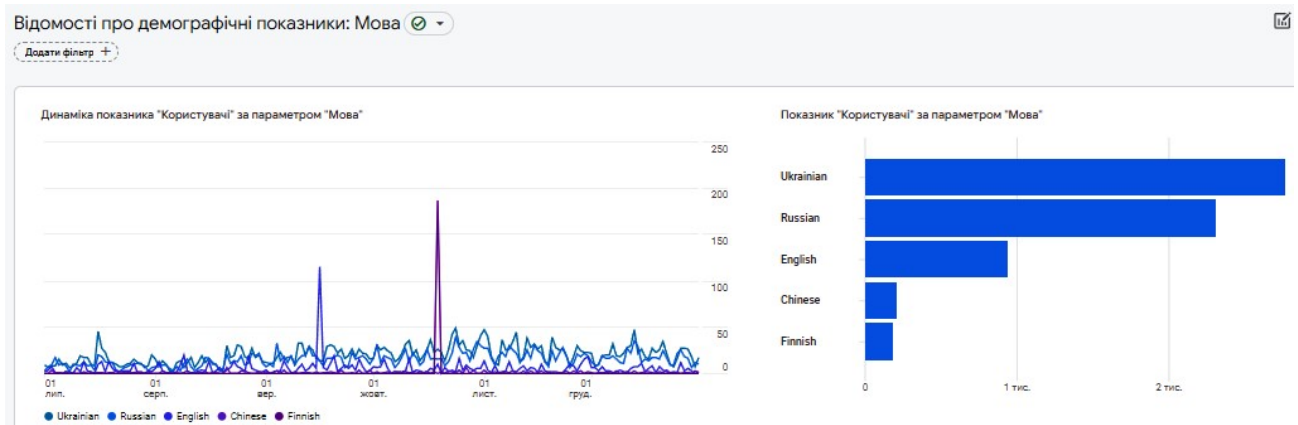 Відомості про демографічні показники: Мова
Додати фільтр +
Динаміка показника "Користувачі" за параметром "Мова"
250
200
150
100
50
0
01 01 01 01 01 01
лип. серп. вер. жовт. лист. груд.
Ukrainian Russian English Chinese Finnish
Показник "Користувачі" за параметром "Мова"
Ukrainian
Russian
English
Chinese
Finnish
0 1 тис. 2 тис.